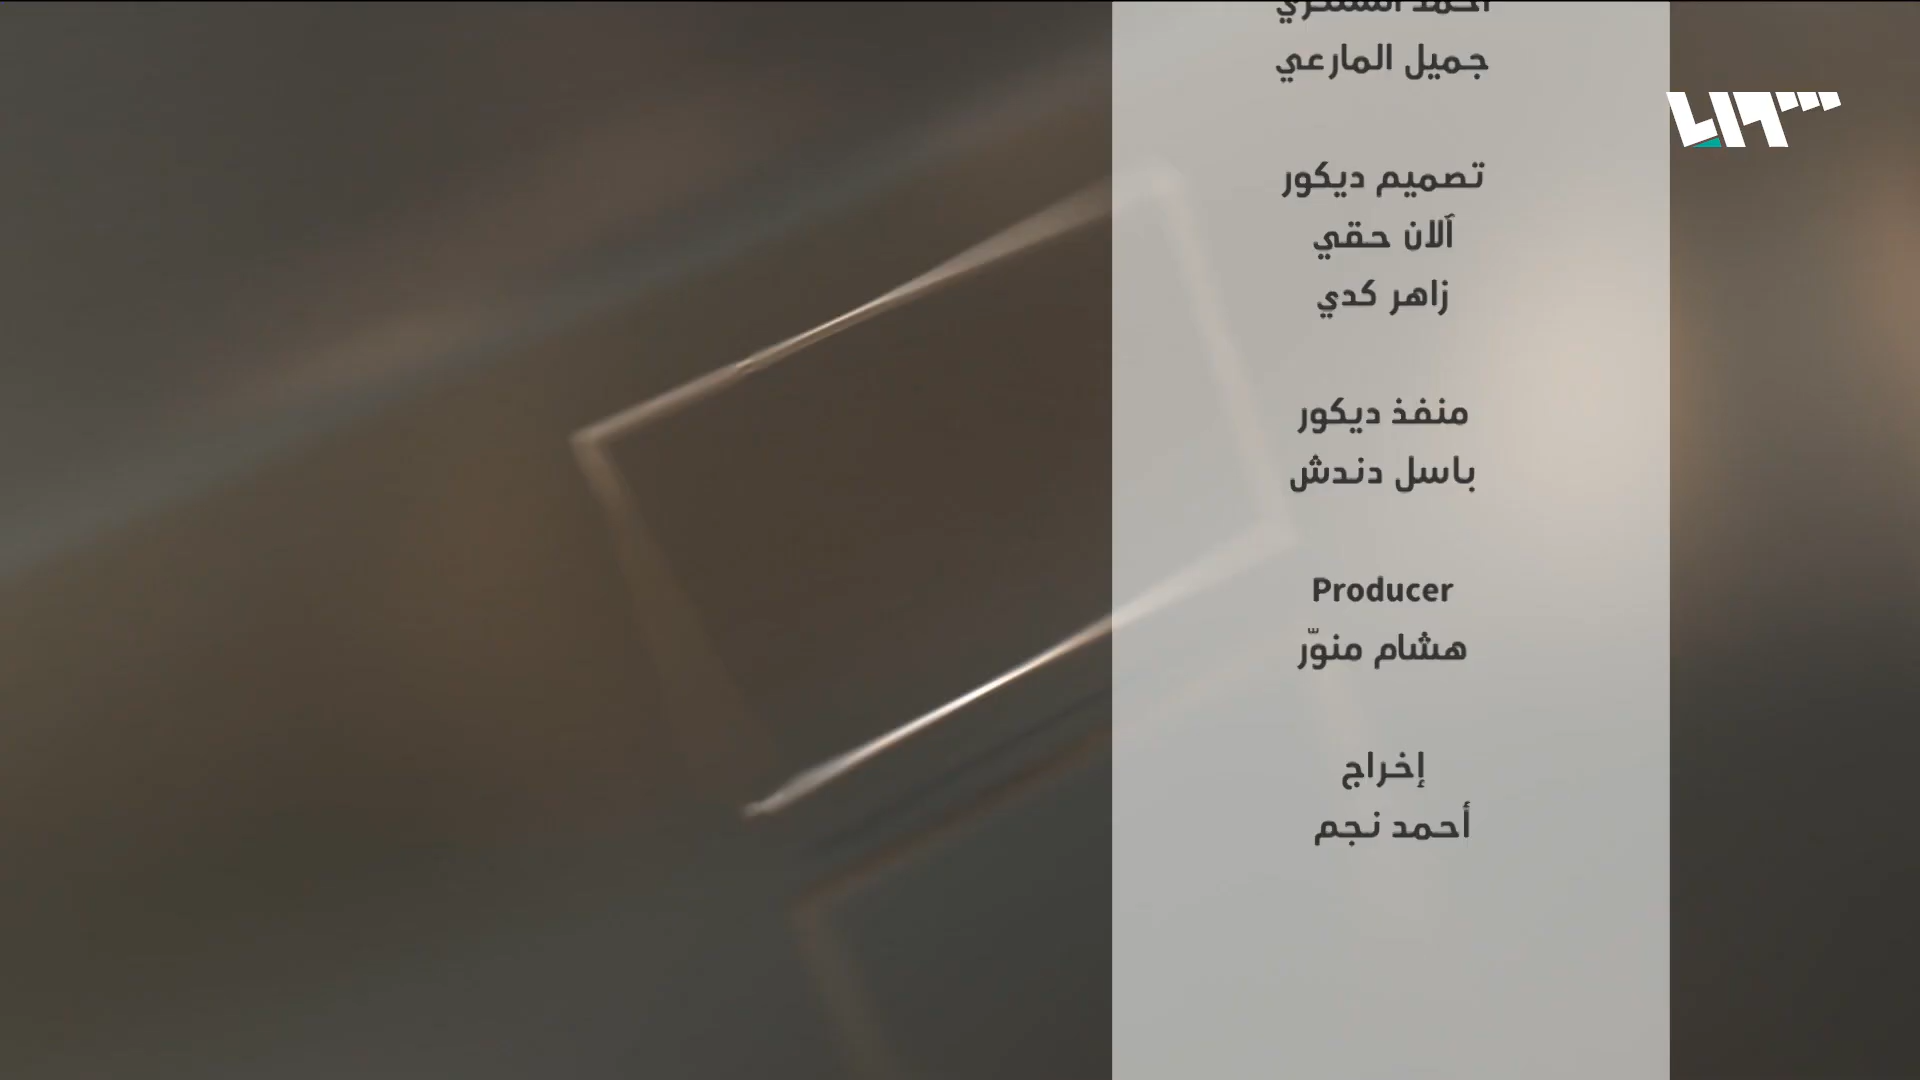 جميل المارعي
تصميم ديكور
آلان حقي
زاهر كدي
منفذ ديكور
باسل دندش
Producer
هشام منوّر
إخراج
أحمد نجم